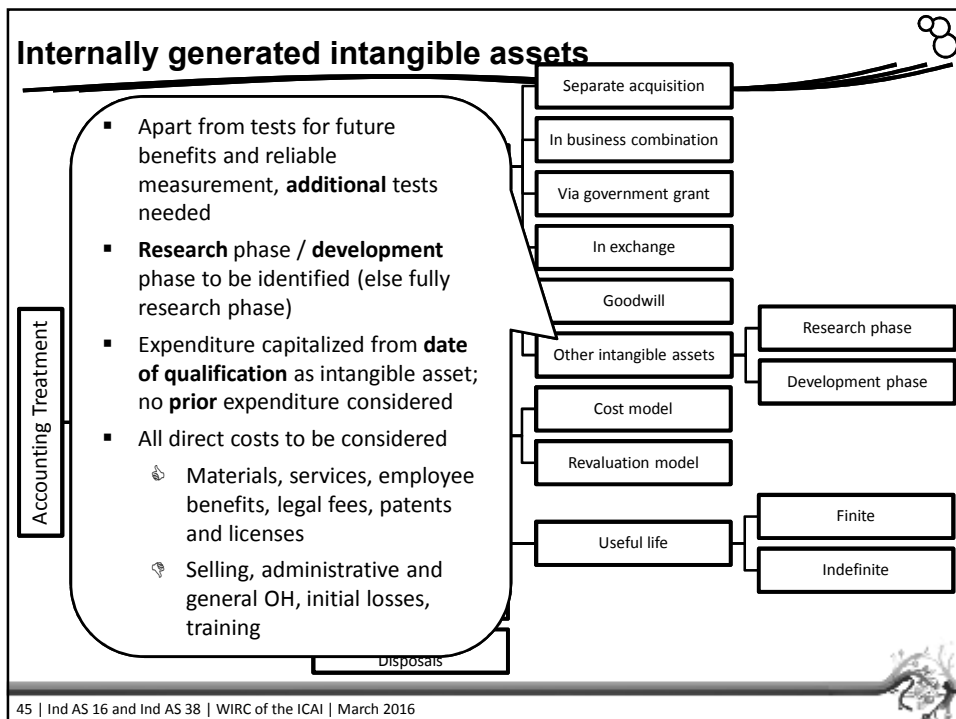 Internally generated intangible assets
Accounting Treatment
▪ Apart from tests for future
benefits and reliable
measurement, additional tests
needed
▪ Research phase / development
phase to be identified (else fully
research phase)
▪ Expenditure capitalized from date
of qualification as intangible asset;
no prior expenditure considered
▪ All direct costs to be considered
👍 Materials, services, employee
benefits, legal fees, patents
and licenses
👎 Selling, administrative and
general OH, initial losses,
training
Separate acquisition
In business combination
Via government grant
In exchange
Goodwill
Other intangible assets
Research phase
Development phase
Cost model
Revaluation model
Useful life
Finite
Indefinite
Disposals
45 | Ind AS 16 and Ind AS 38 | WIRC of the ICAI | March 2016